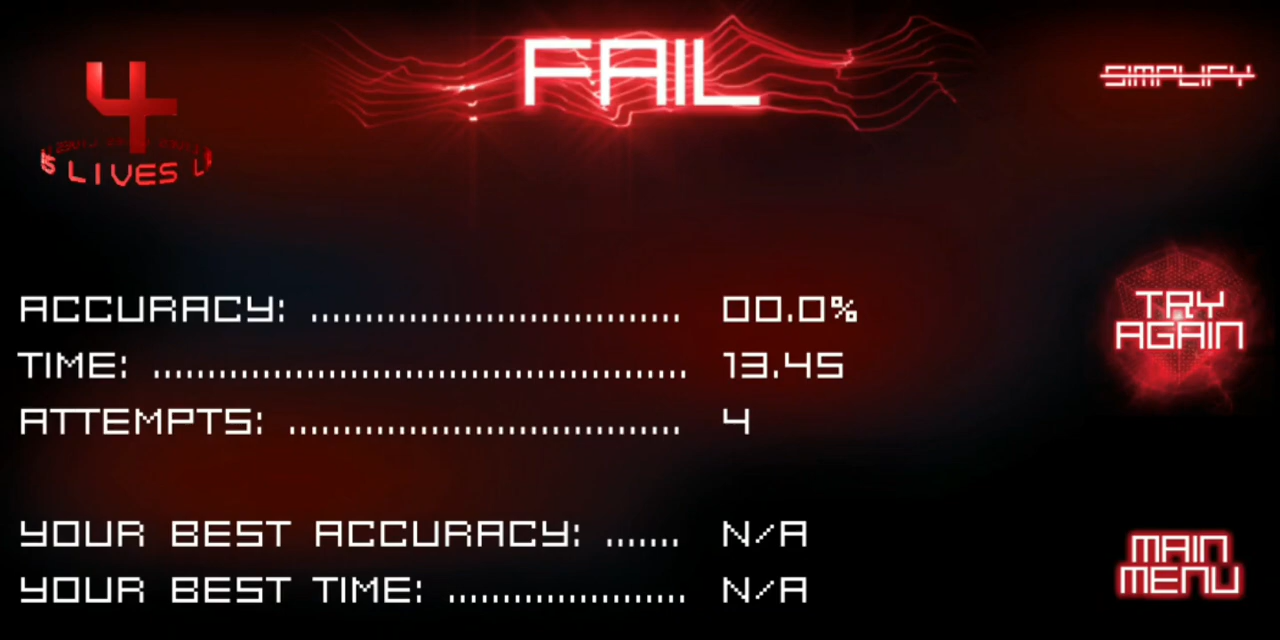 FAIL
4
LIVES
SIMPLIFY
ACCURACY: .................................. 00.0%
TIME: ................................................. 13.45
ATTEMPTS: .................................... 4
TRY
AGAIN
YOUR BEST ACCURACY: ....... N/A
YOUR BEST TIME: ...................... N/A
MAIN
MENU